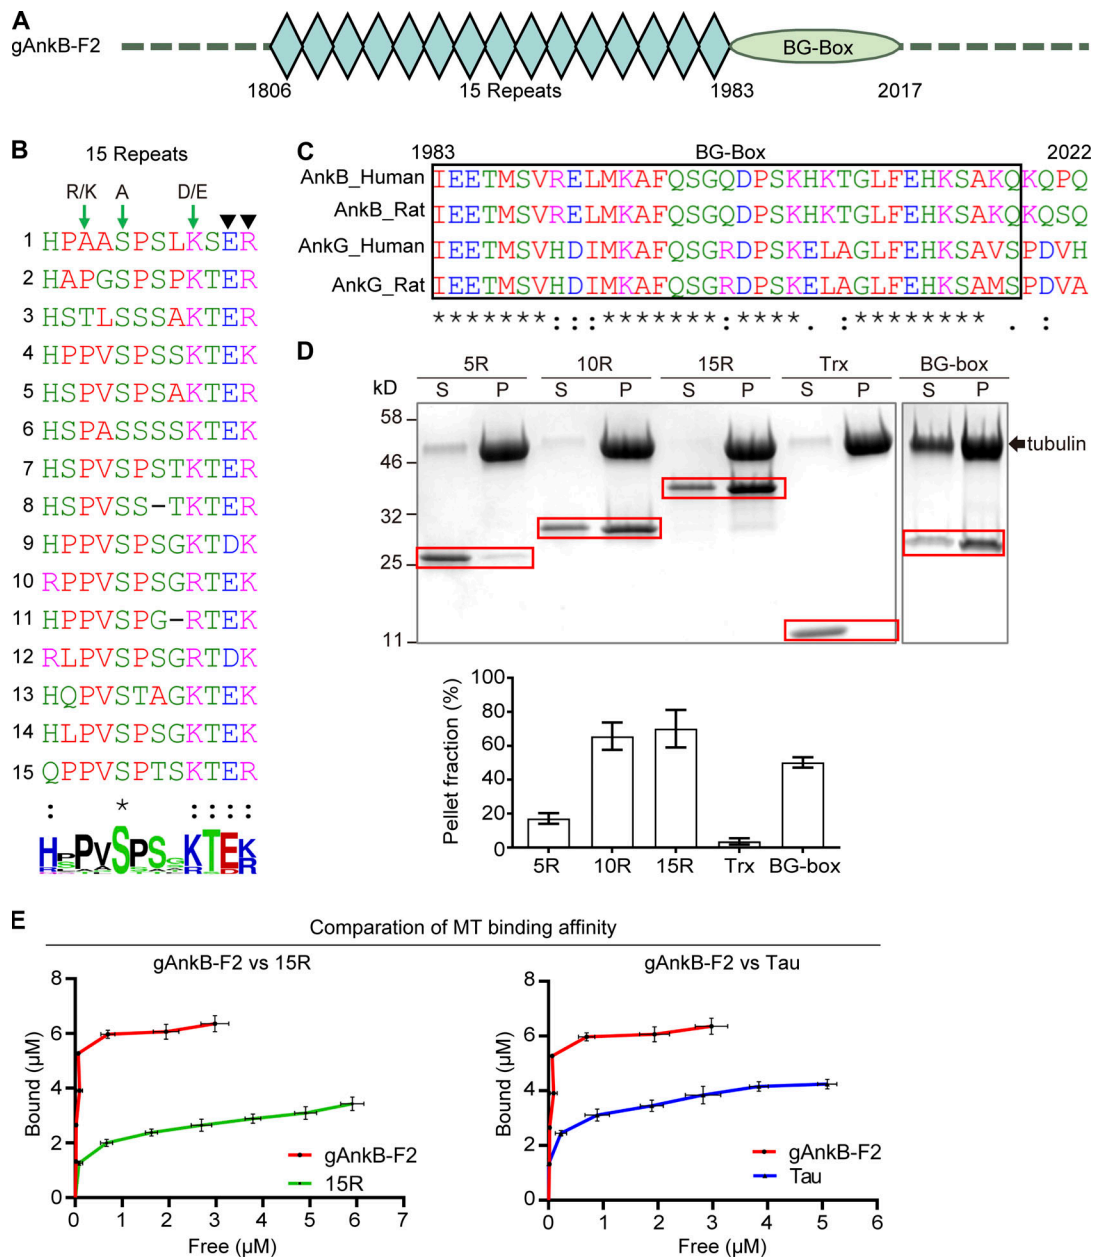 A
gAnkB-F2
BG-Box
1806
15 Repeats
1983
2017
B
15 Repeats
R/K A D/E
1 HPAASPSLKSER
2 HAPGSPSPKTER
3 HSTLSSSAKTER
4 HPPVSPSSKTEK
5 HSPVSPSAKTER
6 HSPASSSSKTEK
7 HSPVSPSTKTER
8 HSPVSS-TKTER
9 HPPVSPSGKTDK
10 RPPVSPSGRTEK
11 HPPVSPG-RTEK
12 RLPVSPSGRTDK
13 HQPVSTAGKTEK
14 HLPVSPSGKTEK
15 QPPVSPTSKTER
: * : : : :
C
1983 BG-Box 2022
AnkB_Human IEETMSVRELMKAFQSGQDPSKHKTGLFEHKSAKQKQPQ
AnkB_Rat IEETMSVRELMKAFQSGQDPSKHKTGLFEHKSAKQKQSQ
AnkG_Human IEETMSVHDIMKAFQSGRDPSKELAGLFEHKSAVSPDVH
AnkG_Rat IEETMSVHDIMKAFQSGRDPSKELAGLFEHKSAMSPDVA
*******:::*******:****. :******* . :
D
5R 10R 15R Trx BG-box
kD S P S P S P S P S P
58
46
32
25
11
tubulin
Pellet fraction (%)
100
80
60
40
20
0
5R 10R 15R Trx BG-box
E
Comparation of MT binding affinity
gAnkB-F2 vs 15R
Bound (μM)
8
6
4
2
0
gAnkB-F2
15R
0 1 2 3 4 5 6 7
Free (μM)
gAnkB-F2 vs Tau
Bound (μM)
8
6
4
2
0
gAnkB-F2
Tau
0 1 2 3 4 5 6
Free (μM)